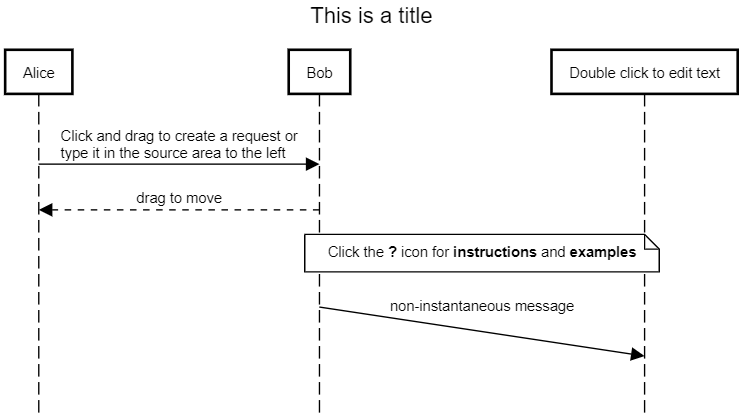 This is a title
Alice
Bob
Double click to edit text
Click and drag to create a request or
type it in the source area to the left
drag to move
Click the ? icon for instructions and examples
non-instantaneous message